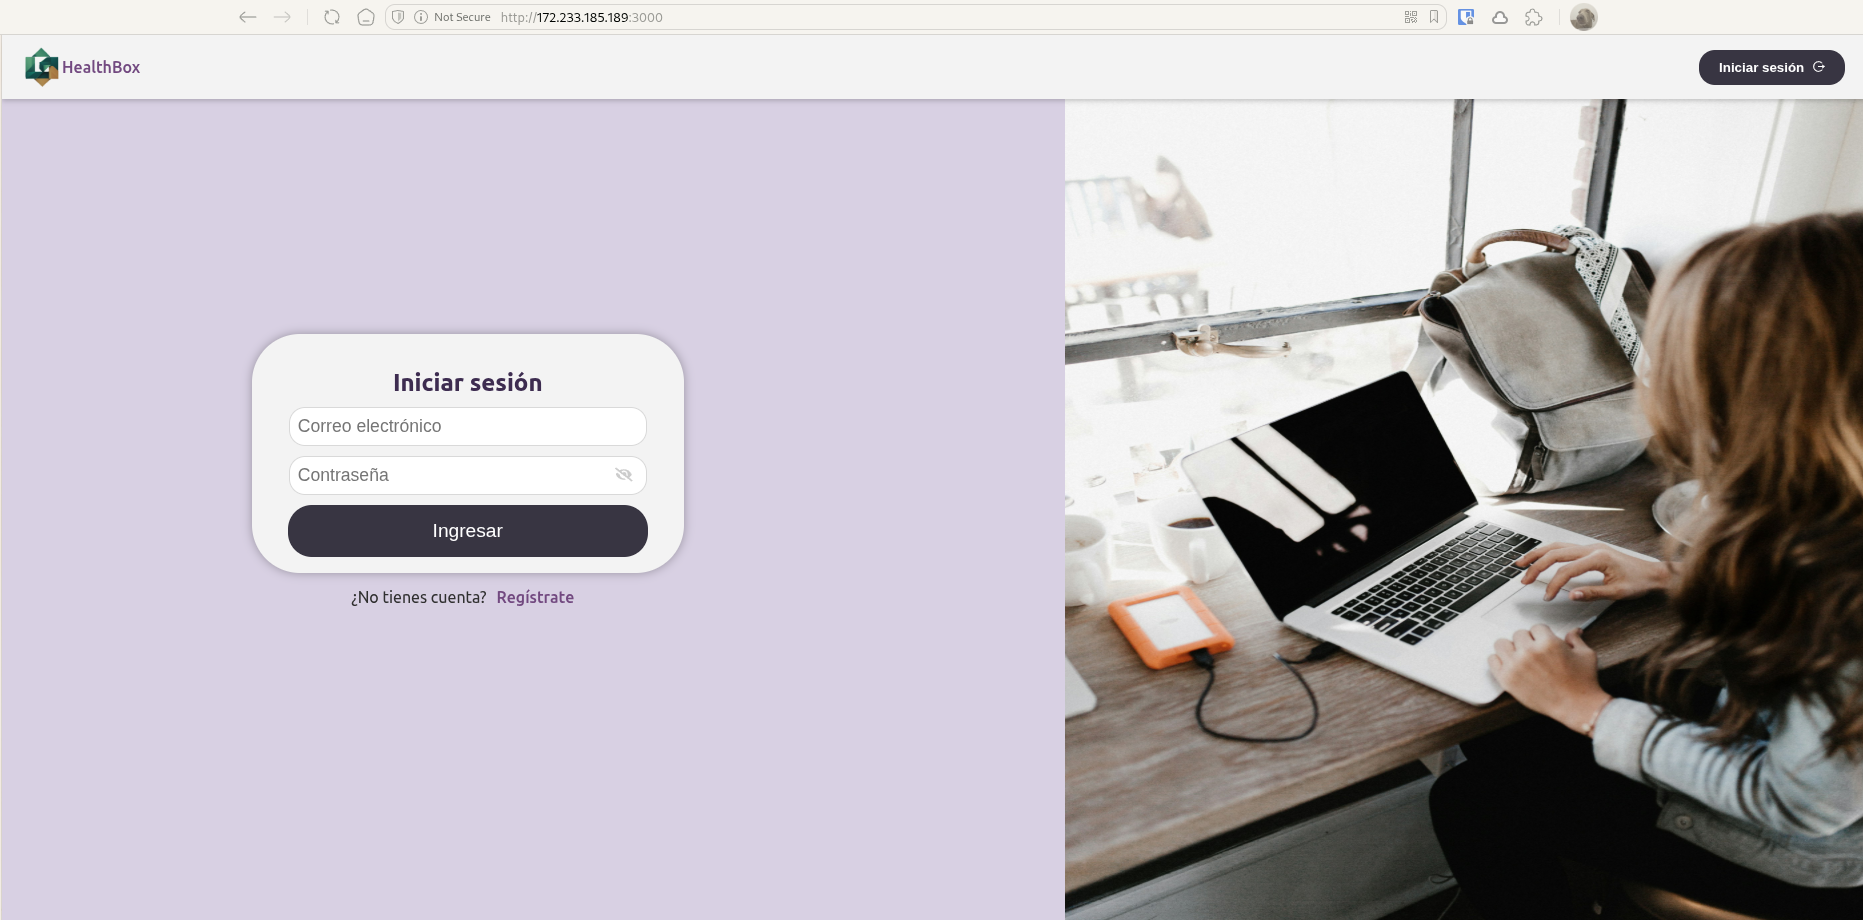 Not Secure http://172.233.185.189:3000
HealthBox
Iniciar sesión
Iniciar sesión
Correo electrónico
Contraseña
Ingresar
¿No tienes cuenta? Regístrate